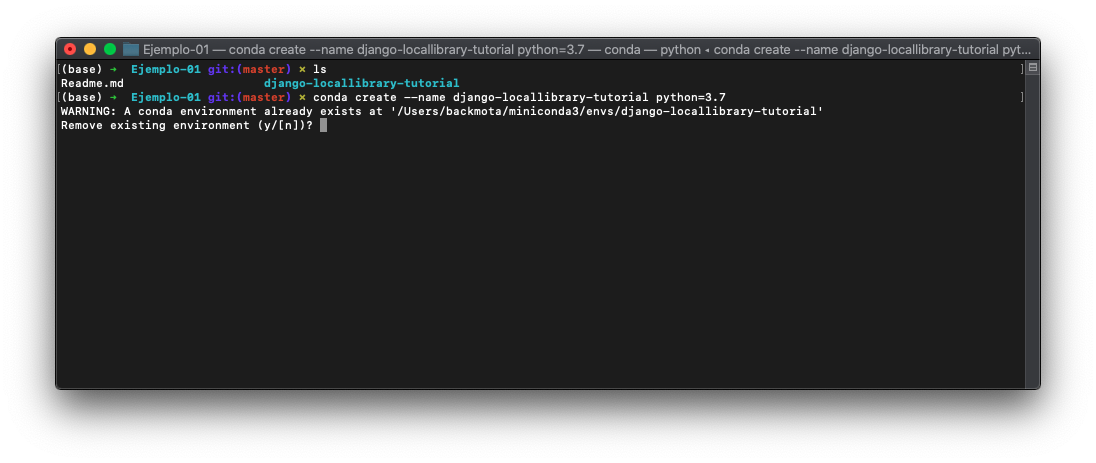 Ejemplo-01 — conda create --name django-locallibrary-tutorial python=3.7 — conda — python ◂ conda create --name django-locallibrary-tutorial pyt...
[(base) ➜  Ejemplo-01 git:(master) ✗ ls ]
Readme.md                    django-locallibrary-tutorial
[(base) ➜  Ejemplo-01 git:(master) ✗ conda create --name django-locallibrary-tutorial python=3.7 ]
WARNING: A conda environment already exists at '/Users/backmota/miniconda3/envs/django-locallibrary-tutorial'
Remove existing environment (y/[n])?